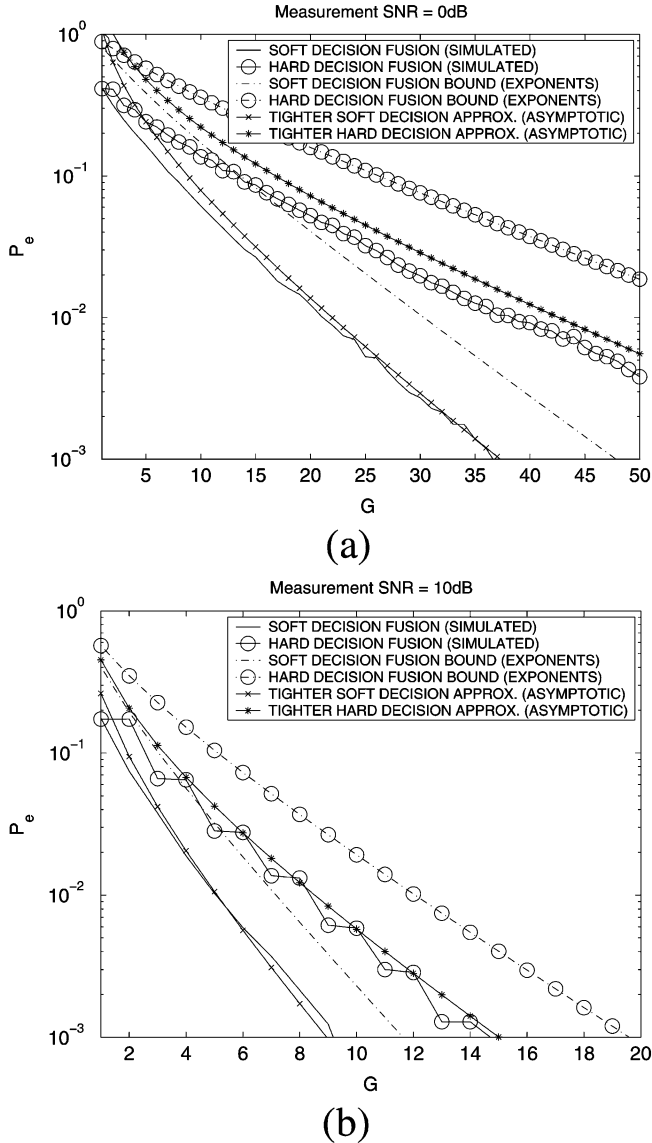 Measurement SNR = 0dB
SOFT DECISION FUSION (SIMULATED)
HARD DECISION FUSION (SIMULATED)
SOFT DECISION FUSION BOUND (EXPONENTS)
HARD DECISION FUSION BOUND (EXPONENTS)
TIGHTER SOFT DECISION APPROX. (ASYMPTOTIC)
TIGHTER HARD DECISION APPROX. (ASYMPTOTIC)
10^0
10^-1
10^-2
10^-3
P_e
5 10 15 20 25 30 35 40 45 50
G
(a)
Measurement SNR = 10dB
SOFT DECISION FUSION (SIMULATED)
HARD DECISION FUSION (SIMULATED)
SOFT DECISION FUSION BOUND (EXPONENTS)
HARD DECISION FUSION BOUND (EXPONENTS)
TIGHTER SOFT DECISION APPROX. (ASYMPTOTIC)
TIGHTER HARD DECISION APPROX. (ASYMPTOTIC)
10^0
10^-1
10^-2
10^-3
P_e
2 4 6 8 10 12 14 16 18 20
G
(b)